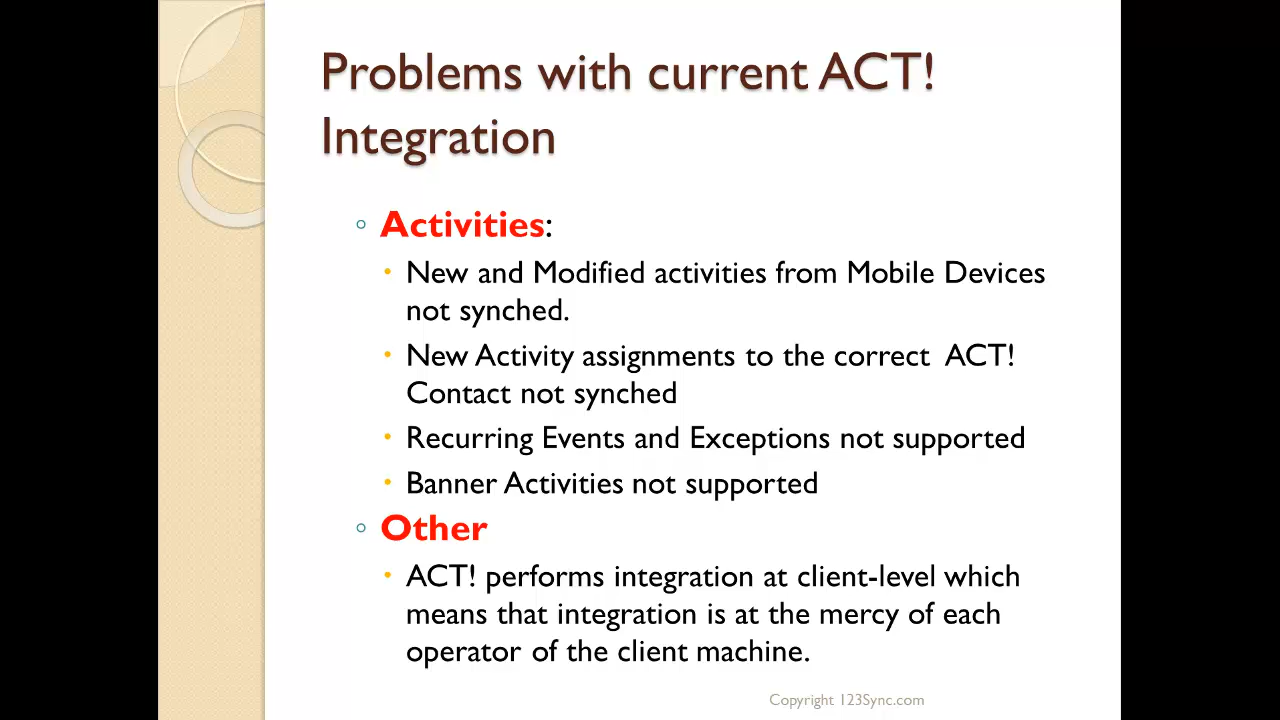 Problems with current ACT!
Integration
Activities:
New and Modified activities from Mobile Devices
not synched.
New Activity assignments to the correct ACT!
Contact not synched
Recurring Events and Exceptions not supported
Banner Activities not supported
Other
ACT! performs integration at client-level which
means that integration is at the mercy of each
operator of the client machine.
Copyright 123Sync.com